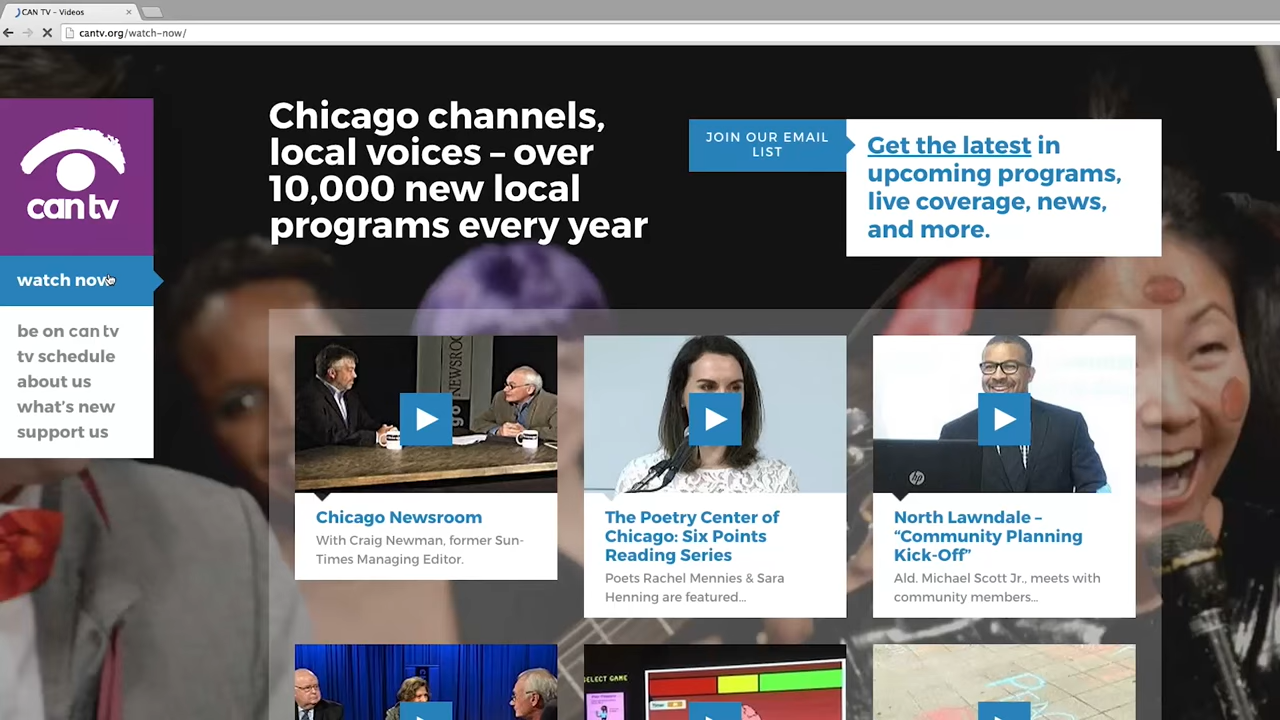 CAN TV - Videos
cantv.org/watch-now/
can tv
watch now
be on can tv
tv schedule
about us
what's new
support us
Chicago channels,
local voices – over
10,000 new local
programs every year
JOIN OUR EMAIL
LIST
Get the latest in
upcoming programs,
live coverage, news,
and more.
NEWSROO
hp
Chicago Newsroom
With Craig Newman, former Sun-
Times Managing Editor.
The Poetry Center of
Chicago: Six Points
Reading Series
Poets Rachel Mennies & Sara
Henning are featured...
North Lawndale –
“Community Planning
Kick-Off”
Ald. Michael Scott Jr., meets with
community members...
SELECT GAME